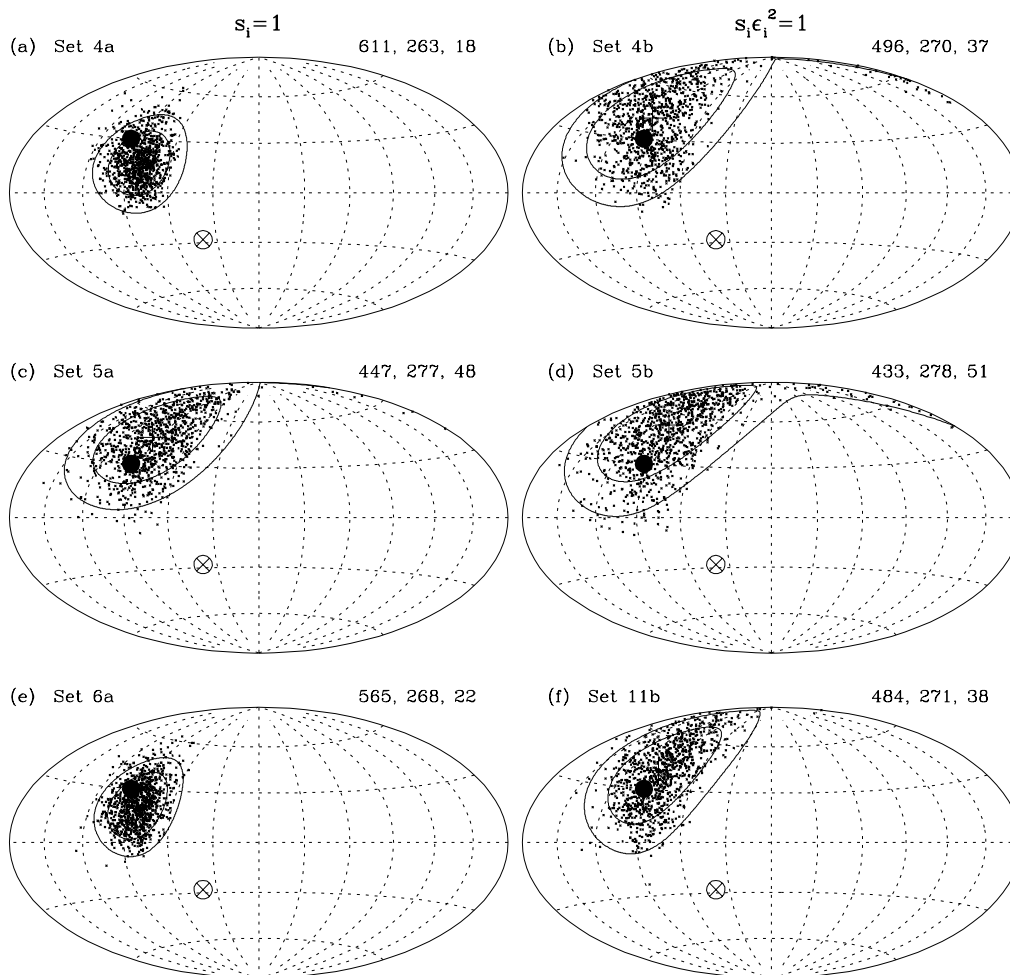 s_i=1
s_iϵ_i^2=1
(a) Set 4a 611, 263, 18
(b) Set 4b 496, 270, 37
(c) Set 5a 447, 277, 48
(d) Set 5b 433, 278, 51
(e) Set 6a 565, 268, 22
(f) Set 11b 484, 271, 38